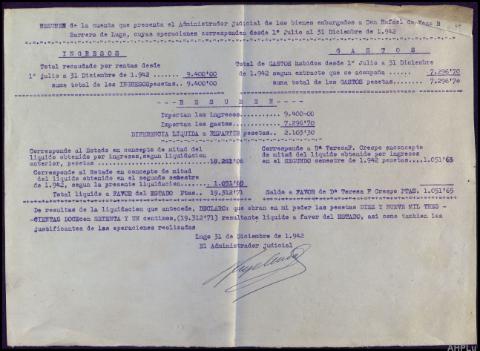 RESUMEN de la cuenta que presenta el Administrador Judicial de los bienes embargados a Don Rafael de Vega B
Barrero de Lugo, cuyas operaciones corresponden desde 1º Julio al 31 Diciembre de 1.942
INGRESOS
GASTOS
Total recaudado por rentas desde
1º julio a 31 Diciembre de 1.942 ....... 9.400'00
suma total de los INGRESOS pesetas.. 9.400'00
Total de GASTOS habidos desde 1º Julio a 31 Diciembre
de 1.942 segun extracto que se acompaña ..... 7.296'70
suma total de los GASTOS pesetas..... 7.296'70
RESUMEN
Importan los ingresos, ......... 9.400-00
Importan los gastos ........... 7.296'70
DIFERENCIA LIQUIDA a REPARTIR pesetas.. 2.103'30
Corresponde al Estado en concepto de mitad del
liquido obtenido por ingresos, segun liquidacion
anterior, pesetas
Corresponde al Estado en concepto de mitad
del liquido obtenido en el segundo semestre
de 1.942, segun la presente liquidacion 1.051'65
Total liquido a FAVOR del ESTADO Ptas. 19.312'71
Corresponde a Dª Teresa F. Crespo en concepto
de mitad del liquido obtenido por ingresos
en el SEGUNDO semestre de 1.942 pesetas....1.051'65
Saldo a FAVOR de Dª Teresa F Crespo PTAS. 1.051'65
De resultas de la liquidacion que antecede, DECLARO: que obran en mi poder las pesetas DIEZ Y NUEVE MIL TRES-
CIENTAS DOCE con SETENTA Y UN centimos, (19.312'71) resultante liquido a favor del ESTADO, asi como tambien los
justificantes de las operaciones realizadas
Lugo 31 de Diciembre de 1.942
El Administrador Judicial
AHPLu